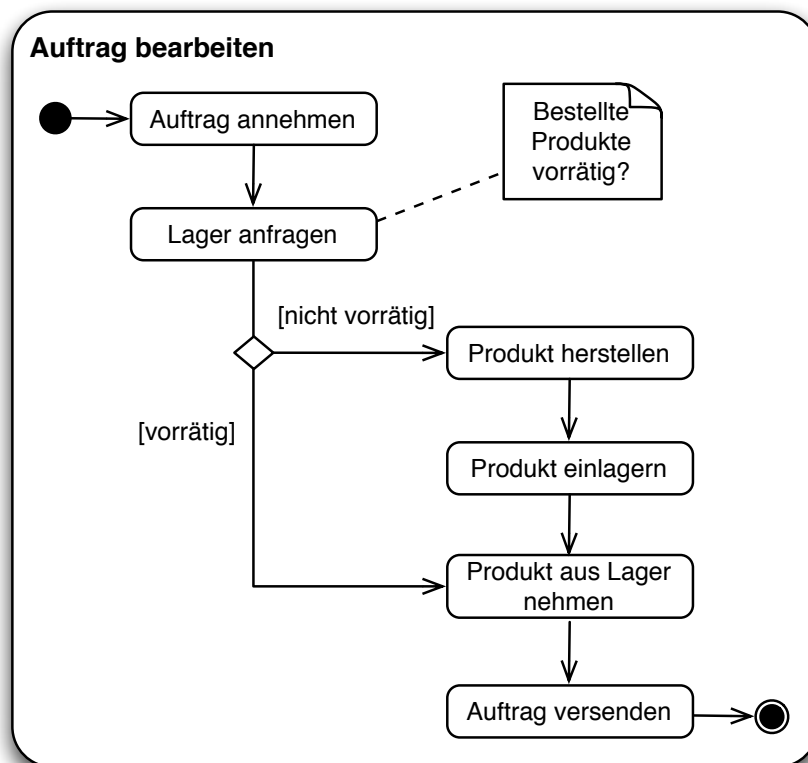 Auftrag bearbeiten
Auftrag annehmen
Bestellte
Produkte
vorrätig?
Lager anfragen
[nicht vorrätig]
Produkt herstellen
[vorrätig]
Produkt einlagern
Produkt aus Lager
nehmen
Auftrag versenden